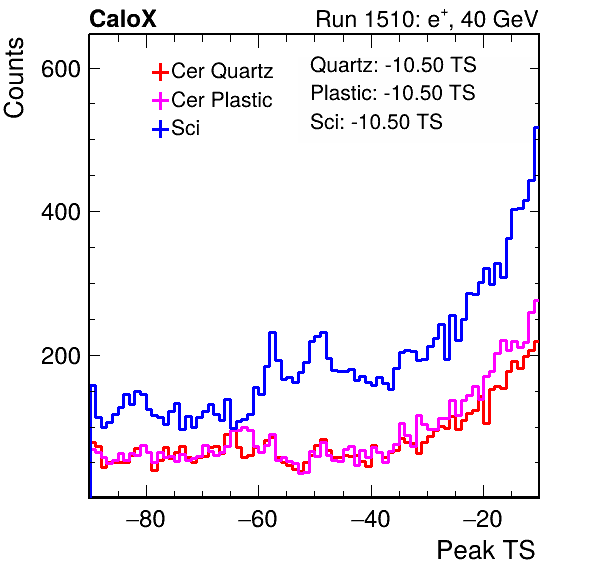 CaloX Run 1510: e⁺, 40 GeV
Counts
600
400
200
Cer Quartz
Cer Plastic
Sci
Quartz: -10.50 TS
Plastic: -10.50 TS
Sci: -10.50 TS
−80 −60 −40 −20
Peak TS